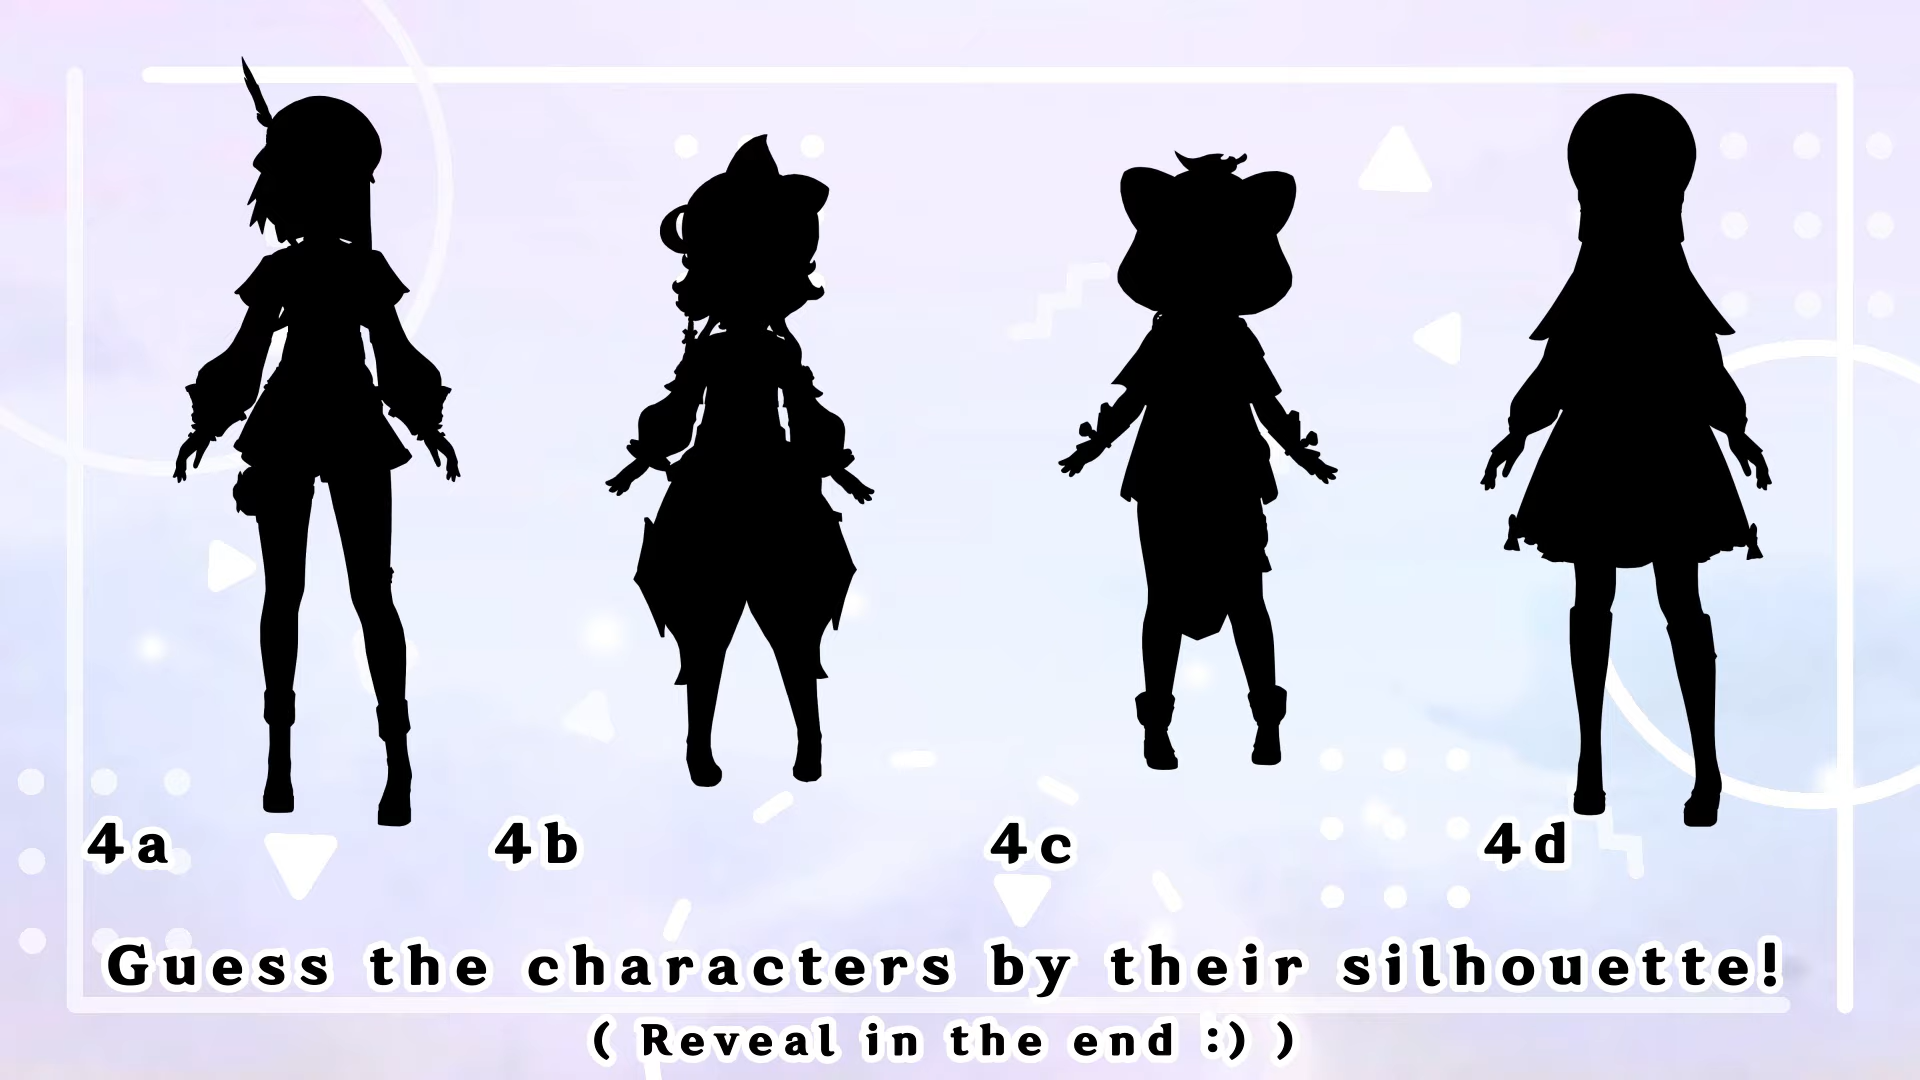 4a 4b 4c 4d
Guess the characters by their silhouette!
( Reveal in the end :) )